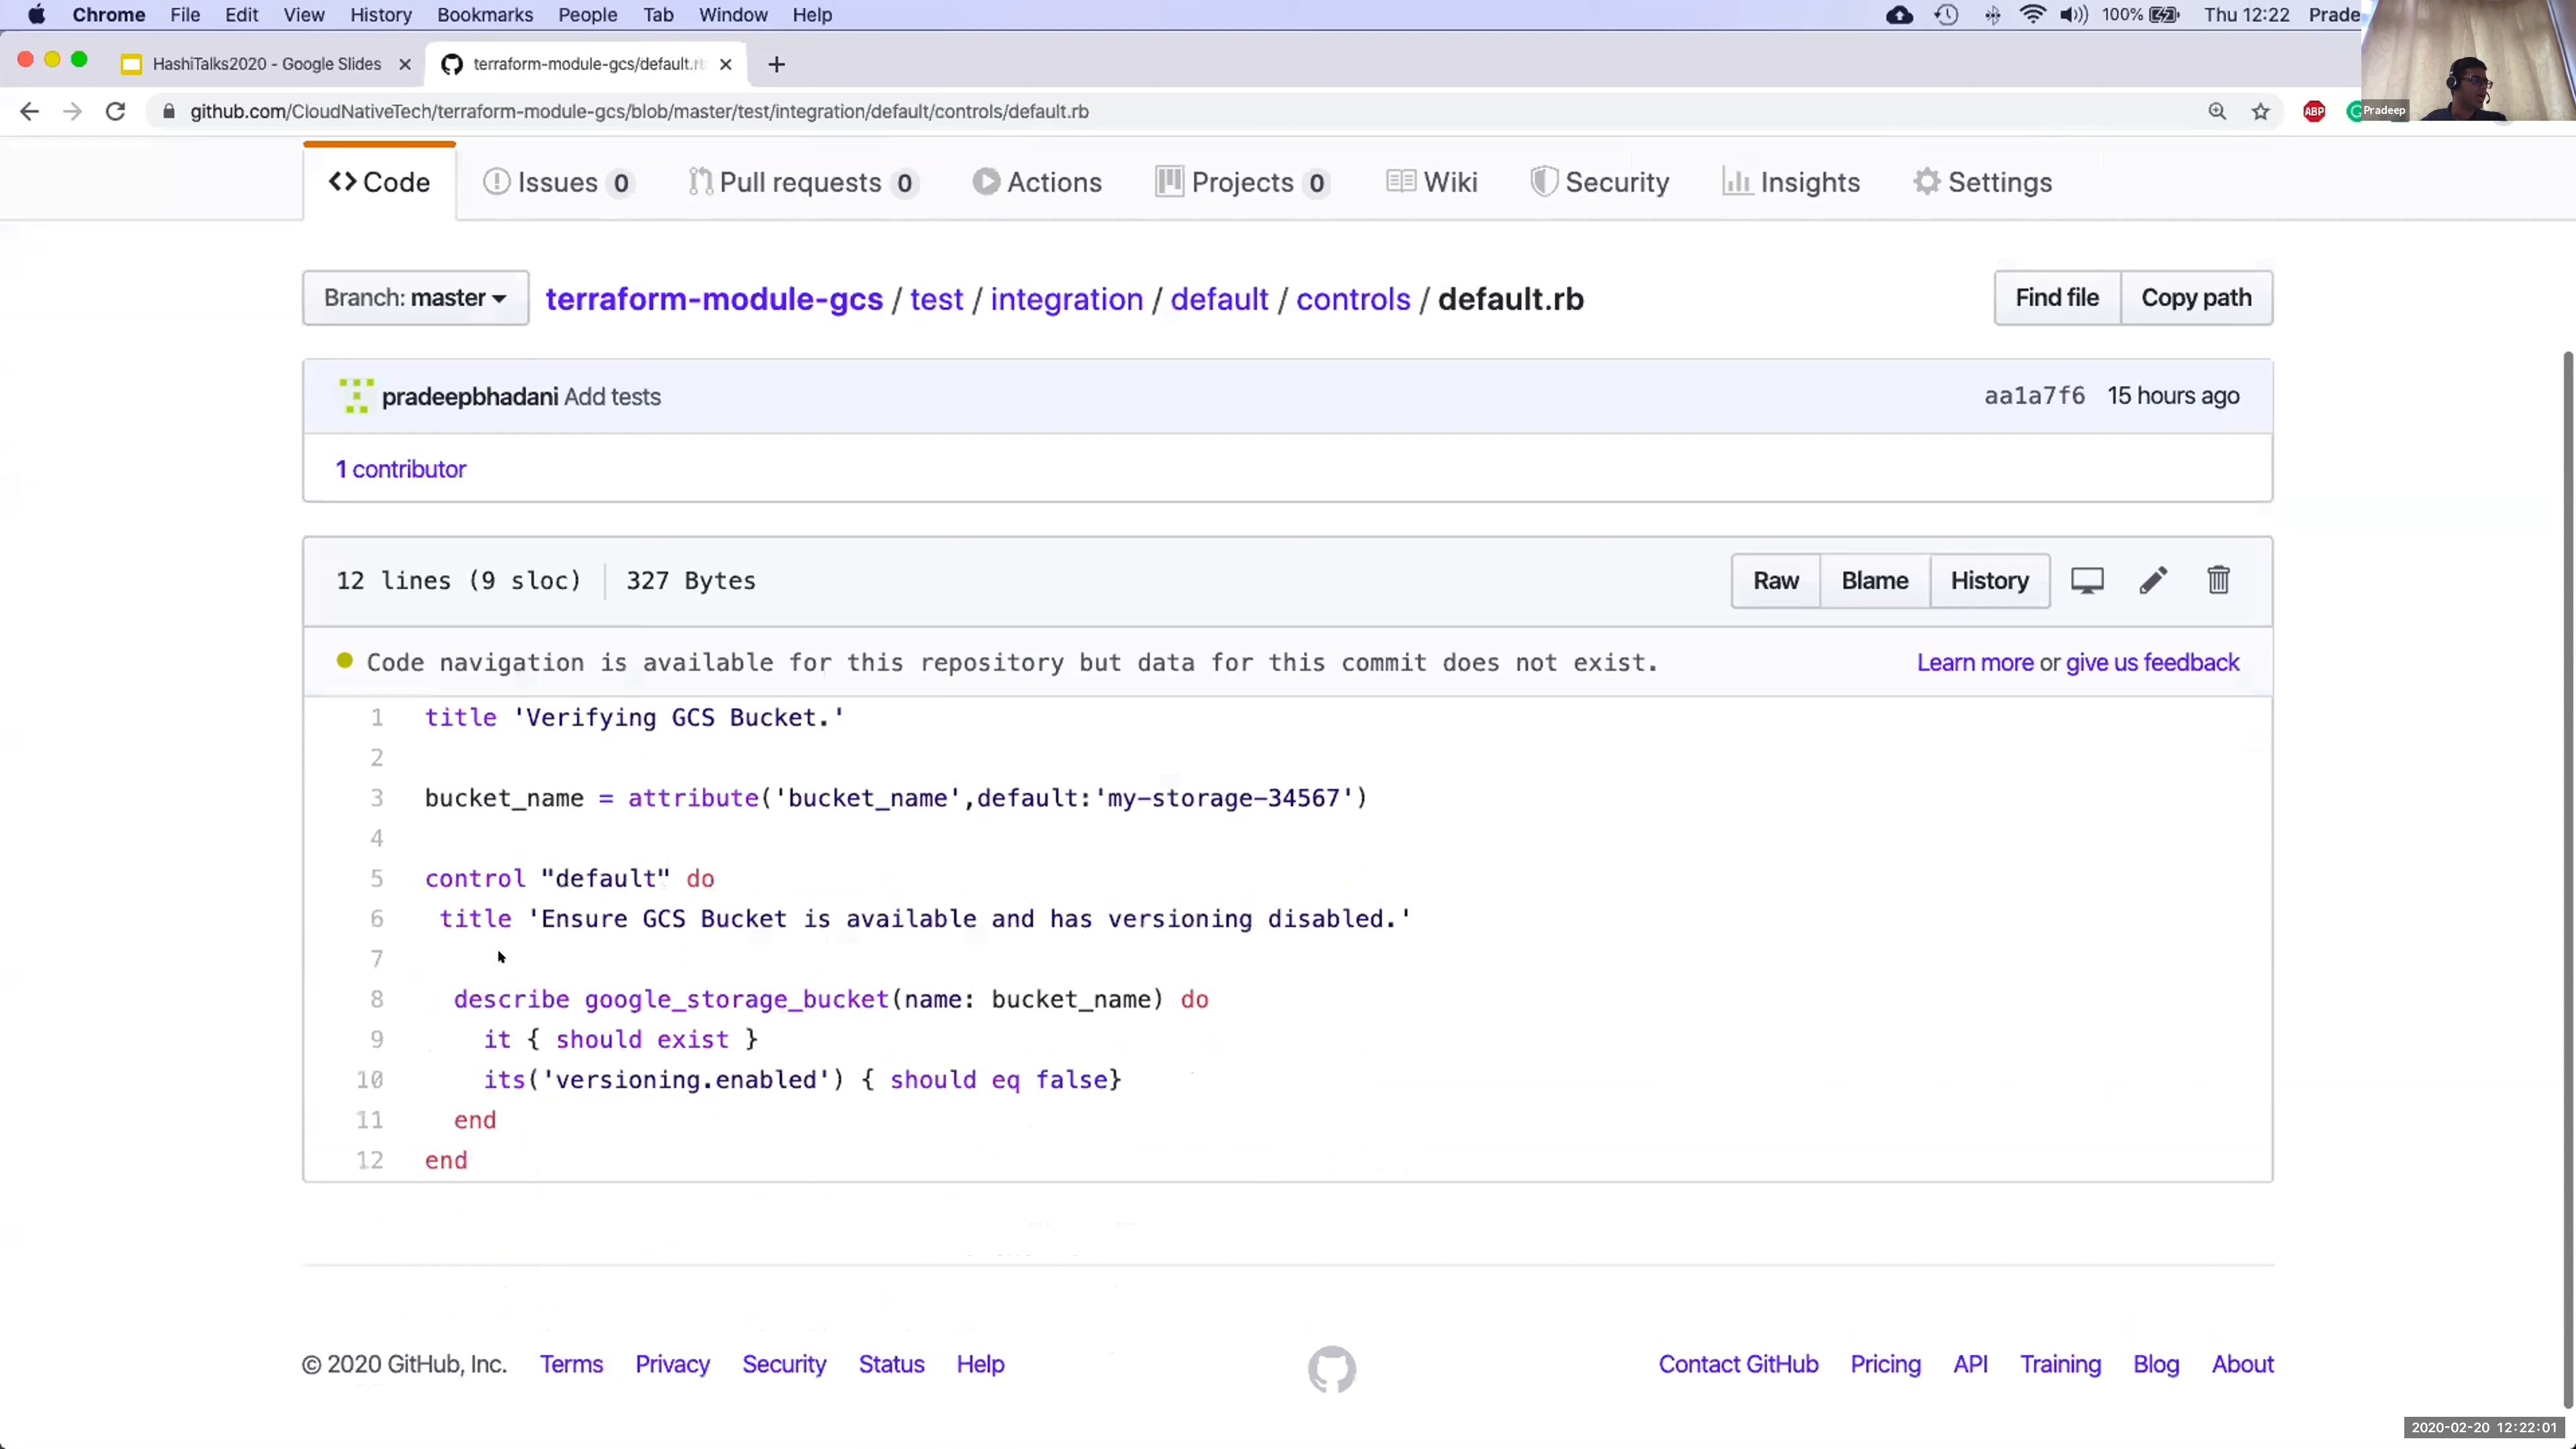 Chrome File Edit View History Bookmarks People Tab Window Help 100% Thu 12:22
HashiTalks2020 - Google Slides terraform-module-gcs/default.r
github.com/CloudNativeTech/terraform-module-gcs/blob/master/test/integration/default/controls/default.rb ABP Pradeep
Code Issues 0 Pull requests 0 Actions Projects 0 Wiki Security Insights Settings
Branch: master terraform-module-gcs / test / integration / default / controls / default.rb Find file Copy path
pradeepbhadani Add tests aa1a7f6 15 hours ago
1 contributor
12 lines (9 sloc) 327 Bytes Raw Blame History
Code navigation is available for this repository but data for this commit does not exist. Learn more or give us feedback
1 title 'Verifying GCS Bucket.'
2
3 bucket_name = attribute('bucket_name',default:'my-storage-34567')
4
5 control "default" do
6 title 'Ensure GCS Bucket is available and has versioning disabled.'
7
8 describe google_storage_bucket(name: bucket_name) do
9 it { should exist }
10 its('versioning.enabled') { should eq false}
11 end
12 end
© 2020 GitHub, Inc. Terms Privacy Security Status Help Contact GitHub Pricing API Training Blog About
2020-02-20 12:22:01